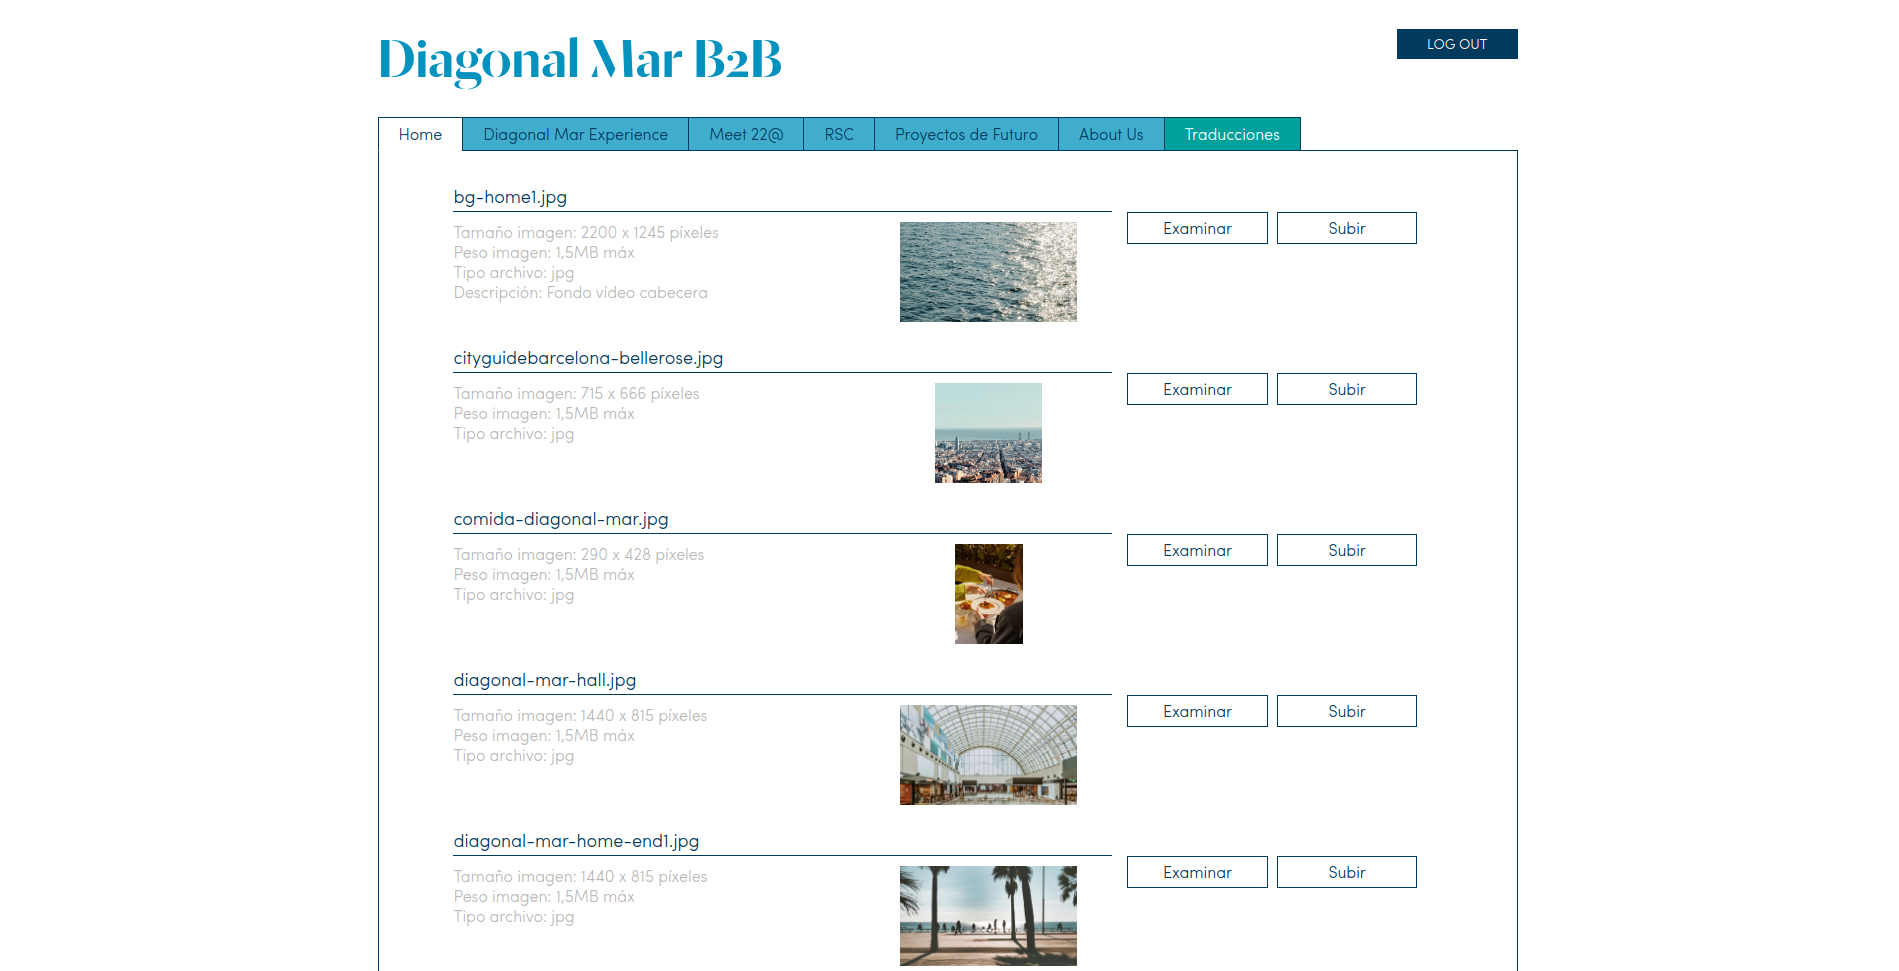 Diagonal Mar B2B
LOG OUT
Home
Diagonal Mar Experience
Meet 22@
RSC
Proyectos de Futuro
About Us
Traducciones
bg-home1.jpg
Tamaño imagen: 2200 x 1245 píxeles
Peso imagen: 1,5MB máx
Tipo archivo: jpg
Descripción: Fondo vídeo cabecera
Examinar
Subir
cityguidebarcelona-bellerose.jpg
Tamaño imagen: 715 x 666 píxeles
Peso imagen: 1,5MB máx
Tipo archivo: jpg
Examinar
Subir
comida-diagonal-mar.jpg
Tamaño imagen: 290 x 428 píxeles
Peso imagen: 1,5MB máx
Tipo archivo: jpg
Examinar
Subir
diagonal-mar-hall.jpg
Tamaño imagen: 1440 x 815 píxeles
Peso imagen: 1,5MB máx
Tipo archivo: jpg
Examinar
Subir
diagonal-mar-home-end1.jpg
Tamaño imagen: 1440 x 815 píxeles
Peso imagen: 1,5MB máx
Tipo archivo: jpg
Examinar
Subir